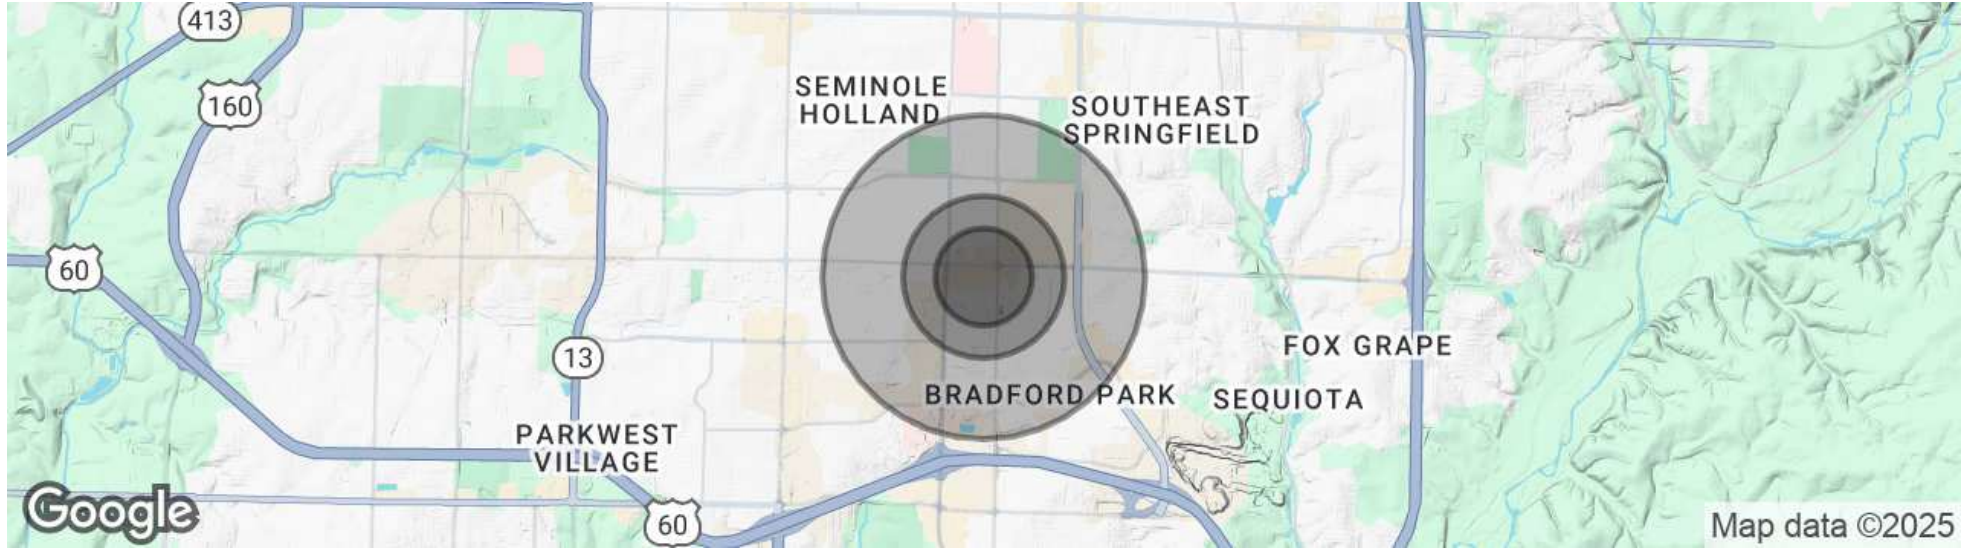 413
160
SEMINOLE
HOLLAND
SOUTHEAST
SPRINGFIELD
60
13
FOX GRAPE
BRADFORD PARK
SEQUIOTA
PARKWEST
VILLAGE
60
Google
Map data ©2025